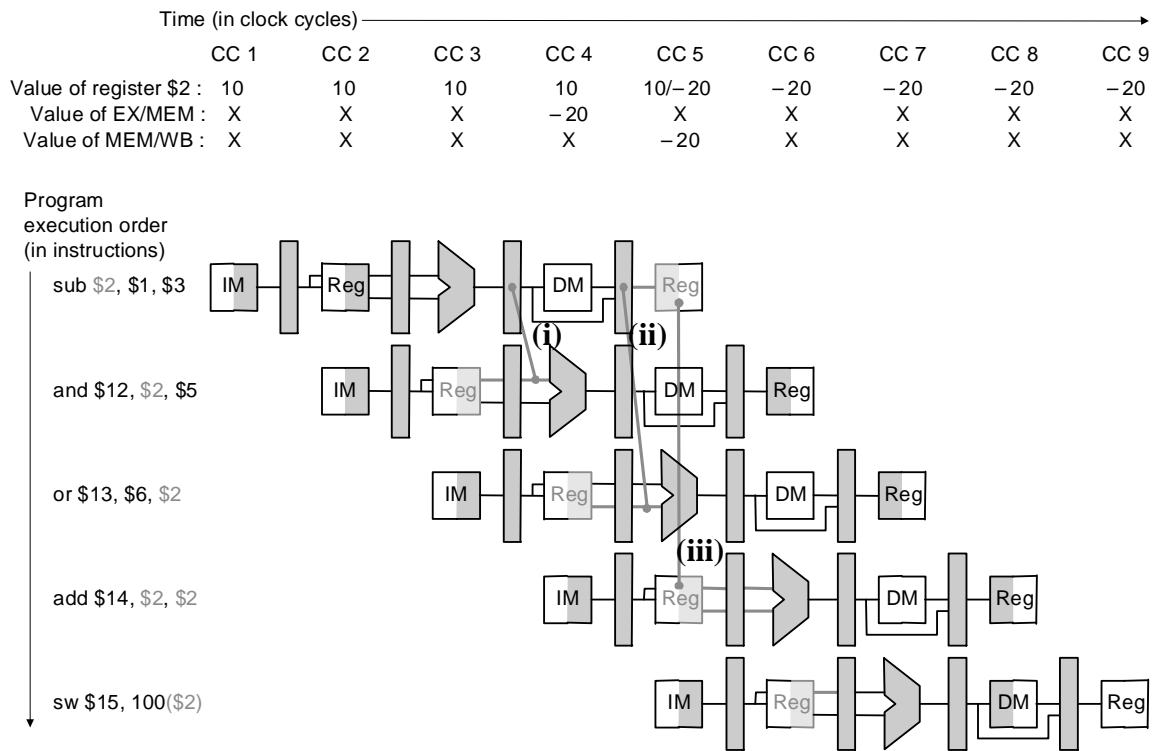 Time (in clock cycles)
CC 1 CC 2 CC 3 CC 4 CC 5 CC 6 CC 7 CC 8 CC 9
Value of register $2 : 10 10 10 10 10/– 20 – 20 – 20 – 20 – 20
Value of EX/MEM : X X X – 20 X X X X X
Value of MEM/WB : X X X X – 20 X X X X
Program
execution order
(in instructions)
sub $2, $1, $3 IM Reg DM Reg
(i) (ii)
and $12, $2, $5 IM Reg DM Reg
or $13, $6, $2 IM Reg DM Reg
(iii)
add $14, $2, $2 IM Reg DM Reg
sw $15, 100($2) IM Reg DM Reg